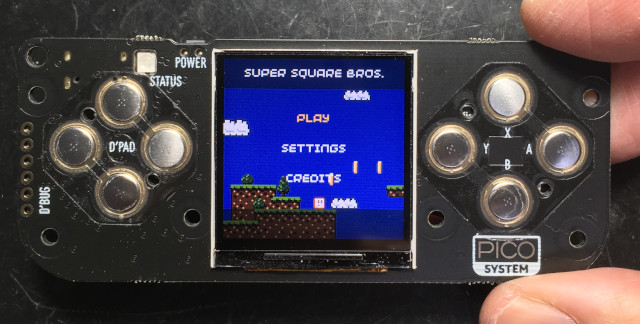 POWER
STATUS
D'PAD
D'BUG
SUPER SQUARE BROS.
PLAY
SETTINGS
CREDITS
X
Y A
B
PICO
SYSTEM